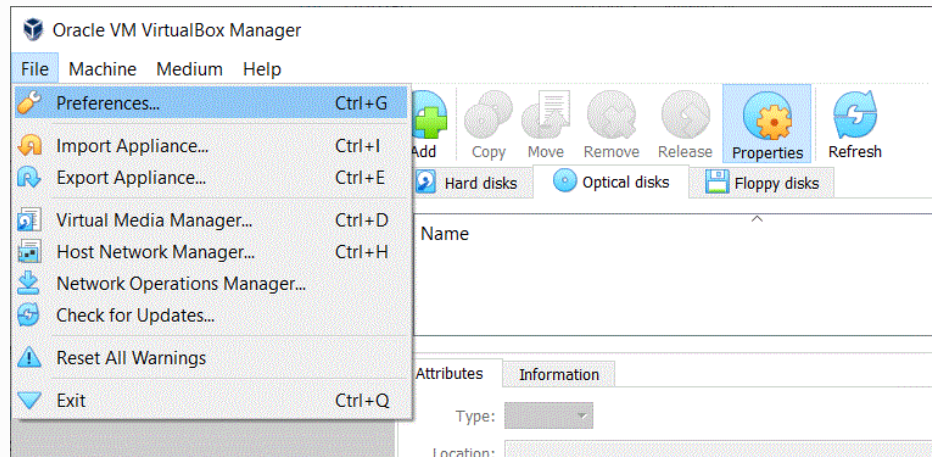 Oracle VM VirtualBox Manager
File Machine Medium Help
Preferences... Ctrl+G
Import Appliance... Ctrl+I
Export Appliance... Ctrl+E
Virtual Media Manager... Ctrl+D
Host Network Manager... Ctrl+H
Network Operations Manager...
Check for Updates...
Reset All Warnings
Exit Ctrl+Q
Add Copy Move Remove Release Properties Refresh
Hard disks Optical disks Floppy disks
Name
Attributes Information
Type:
Location: